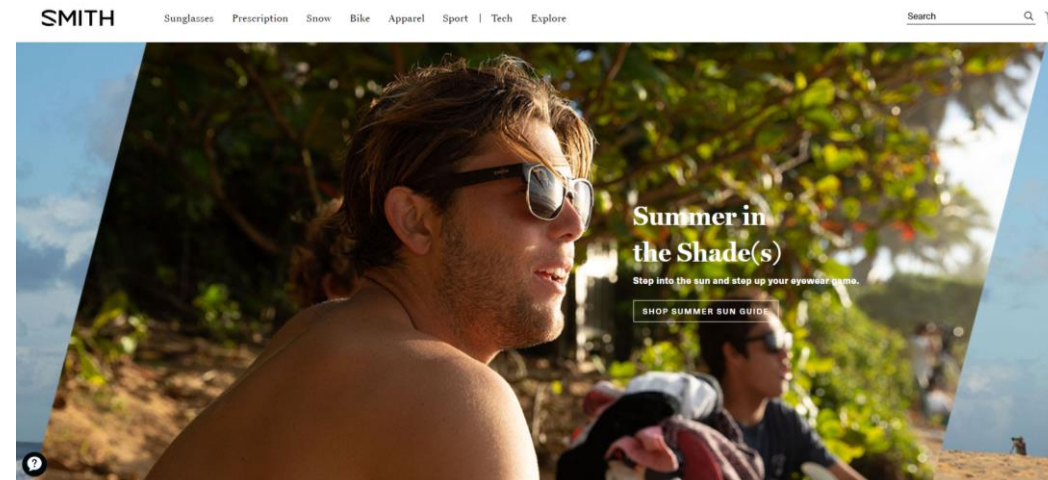 SMITH
Sunglasses Prescription Snow Bike Apparel Sport | Tech Explore
Search
Summer in
the Shade(s)
Step into the sun and step up your eyewear game.
SHOP SUMMER SUN GUIDE
?